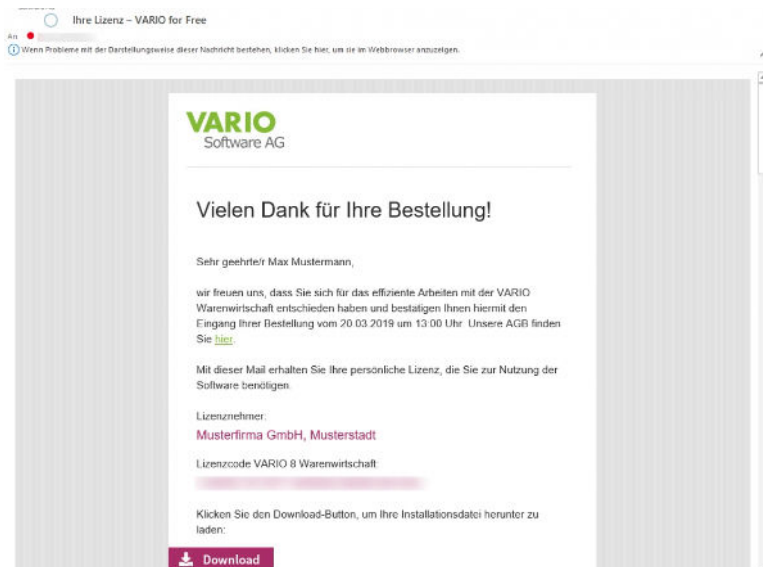 Ihre Lizenz – VARIO for Free
An
Wenn Probleme mit der Darstellungsweise dieser Nachricht bestehen, klicken Sie hier, um sie im Webbrowser anzuzeigen.
VARIO
Software AG
Vielen Dank für Ihre Bestellung!
Sehr geehrte/r Max Mustermann,
wir freuen uns, dass Sie sich für das effiziente Arbeiten mit der VARIO
Warenwirtschaft entschieden haben und bestätigen Ihnen hiermit den
Eingang Ihrer Bestellung vom 20.03.2019 um 13:00 Uhr. Unsere AGB finden
Sie hier.
Mit dieser Mail erhalten Sie Ihre persönliche Lizenz, die Sie zur Nutzung der
Software benötigen.
Lizenznehmer:
Musterfirma GmbH, Musterstadt
Lizenzcode VARIO 8 Warenwirtschaft:
Klicken Sie den Download-Button, um Ihre Installationsdatei herunter zu
laden:
Download